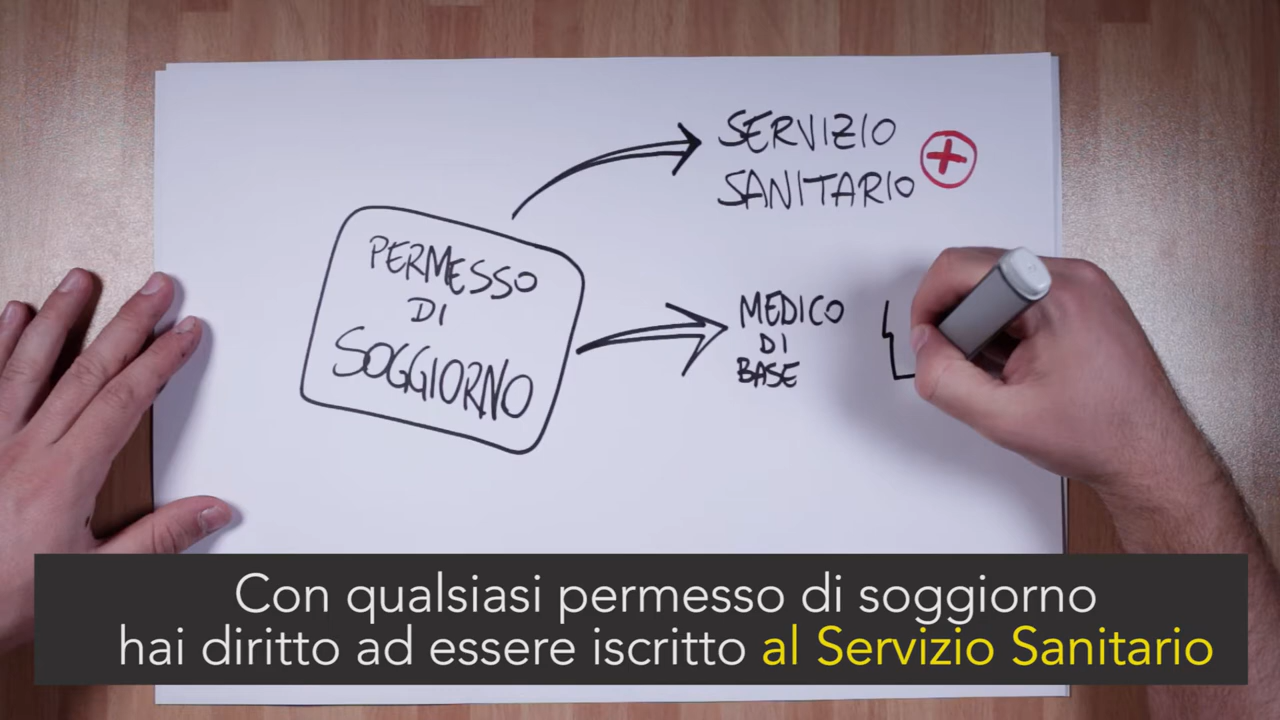 SERVIZIO
SANITARIO
PERMESSO
DI
SOGGIORNO
MEDICO
DI
BASE
Con qualsiasi permesso di soggiorno
hai diritto ad essere iscritto al Servizio Sanitario